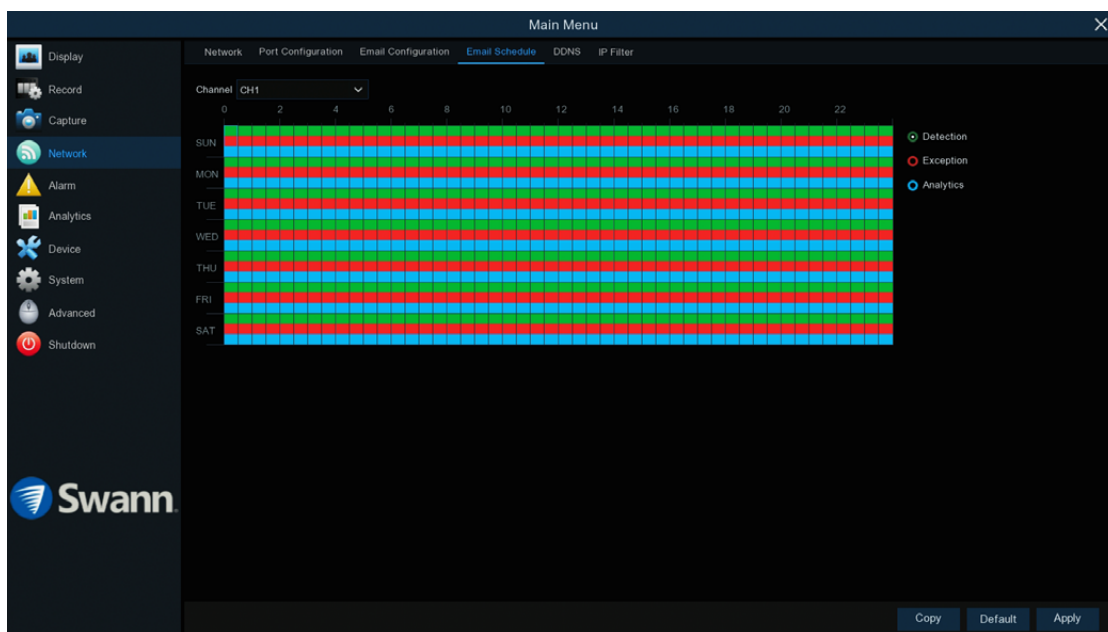 Main Menu
Display
Record
Capture
Network
Alarm
Analytics
Device
System
Advanced
Shutdown
Swann
Network Port Configuration Email Configuration Email Schedule DDNS IP Filter
Channel CH1
0 2 4 6 8 10 12 14 16 18 20 22
SUN
MON
TUE
WED
THU
FRI
SAT
Detection
Exception
Analytics
Copy Default Apply